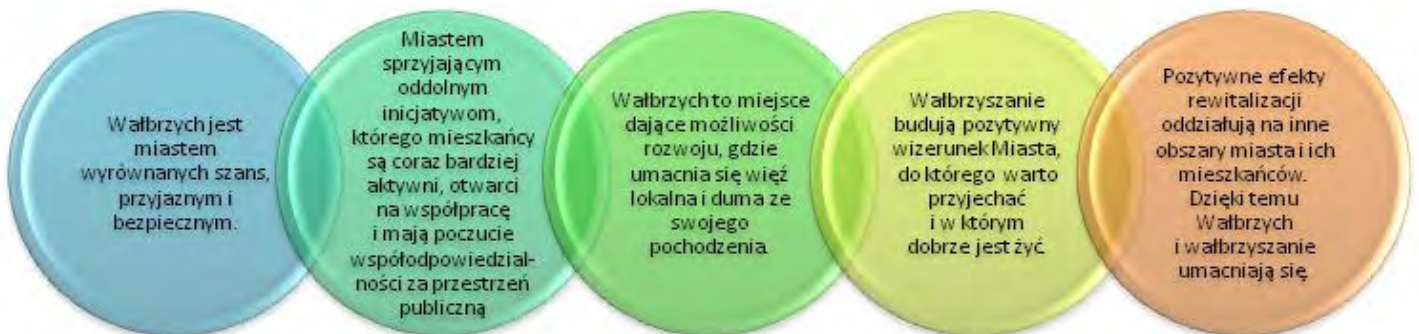 Wałbrzych jest
miastem
wyrównanych szans,
przyjaznym i
bezpiecznym.
Miastem
sprzyjającym
oddolnym
inicjatywom,
którego mieszkańcy
są coraz bardziej
aktywni, otwarci
na współpracę
i mają poczucie
współodpowiedzial-
ności za przestrzeń
publiczną
Wałbrzych to miejsce
dające możliwości
rozwoju, gdzie
umacnia się więź
lokalna i duma ze
swojego
pochodzenia.
Wałbrzyszanie
budują pozytywny
wizerunek Miasta,
do którego warto
przyjechać
i w którym
dobrze jest żyć.
Pozytywne efekty
rewitalizacji
oddziałują na inne
obszary miasta i ich
mieszkańców.
Dzięki temu
Wałbrzych
i wałbrzyszanie
umacniają się.